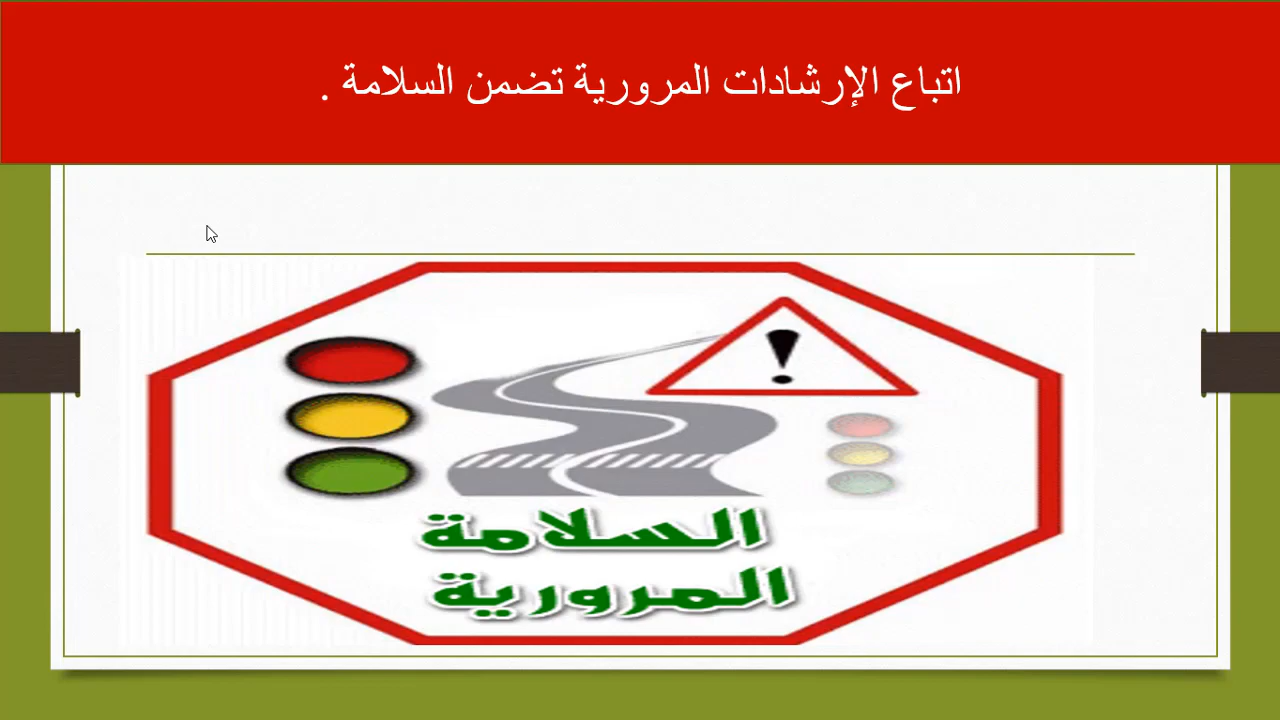 اتباع الإرشادات المرورية تضمن السلامة .
السلامة
المرورية